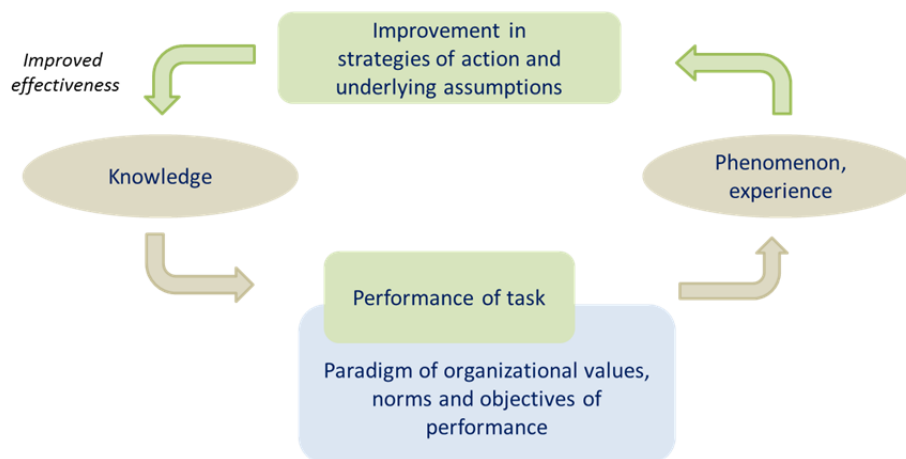 Improvement in
strategies of action and
underlying assumptions
Improved
effectiveness
Knowledge
Phenomenon,
experience
Performance of task
Paradigm of organizational values,
norms and objectives of
performance